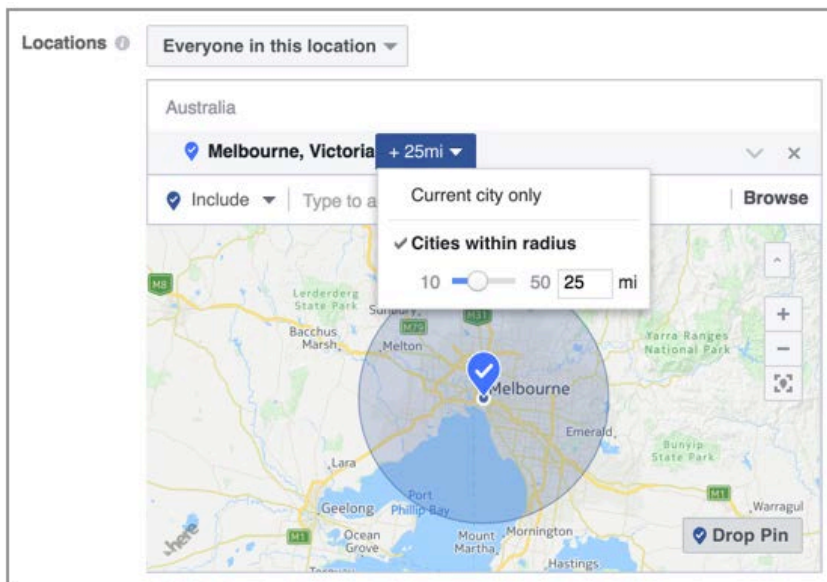 Locations
Everyone in this location
Australia
Melbourne, Victoria + 25mi
Include Type to a Browse
Current city only
Cities within radius
10 50 25 mi
M8
Lerderderg
State Park
M31
M79
Bacchus
Marsh
Melton
Yarra Ranges
National Park
Melbourne
Emerald
Bunyip
State Park
Lara
Port
Phillip Bay
Geelong
M1
Warragul
M1
Ocean
Grove
Mount
Martha
Mornington
Drop Pin
Hastings
here